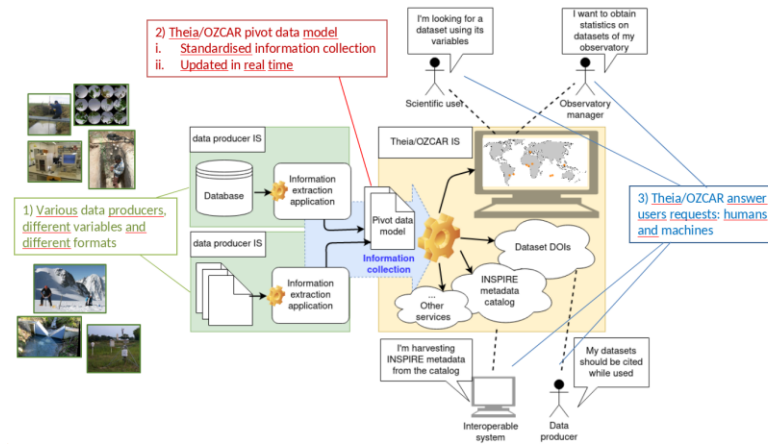 2) Theia/OZCAR pivot data model
i. Standardised information collection
ii. Updated in real time
I'm looking for a
dataset using its
variables
I want to obtain
statistics on
datasets of my
observatory
Scientific user
Observatory
manager
data producer IS
Database
Information
extraction
application
Theia/OZCAR IS
1) Various data producers,
different variables and
different formats
Pivot data
model
Information
collection
3) Theia/OZCAR answer
users requests: humans
and machines
data producer IS
Information
extraction
application
Dataset DOIs
INSPIRE
metadata
catalog
...
Other
services
I'm harvesting
INSPIRE metadata
from the catalog
My datasets
should be cited
while used
Interoperable
system
Data
producer